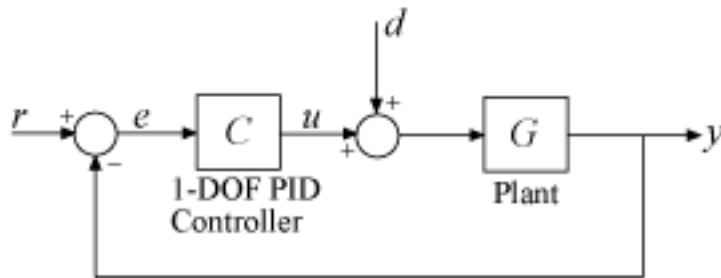 d
+
r
+
e
C
u
+
G
y
−
−
1-DOF PID
Controller
Plant